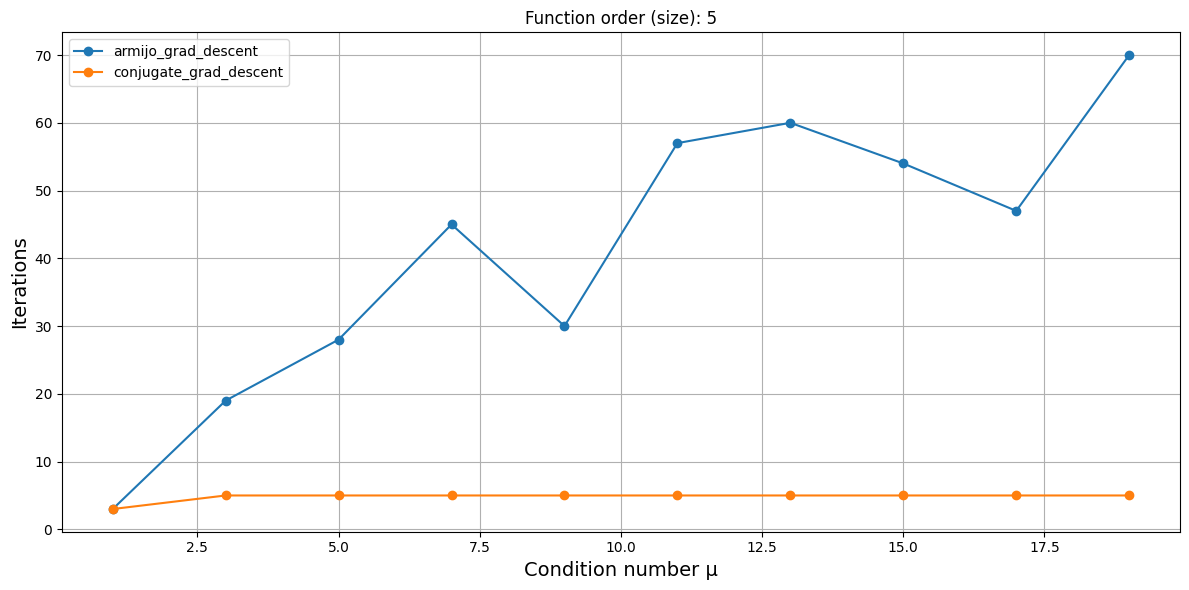 Function order (size): 5
armijo_grad_descent
conjugate_grad_descent
Iterations
70
60
50
40
30
20
10
0
2.5 5.0 7.5 10.0 12.5 15.0 17.5
Condition number μ